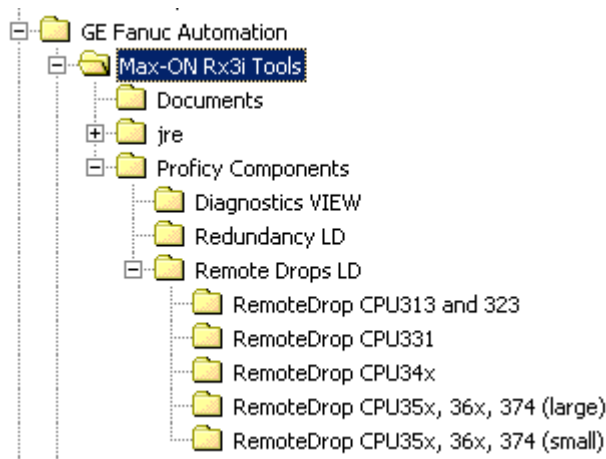 GE Fanuc Automation
Max-ON Rx3i Tools
Documents
jre
Proficy Components
Diagnostics VIEW
Redundancy LD
Remote Drops LD
RemoteDrop CPU313 and 323
RemoteDrop CPU331
RemoteDrop CPU34x
RemoteDrop CPU35x, 36x, 374 (large)
RemoteDrop CPU35x, 36x, 374 (small)